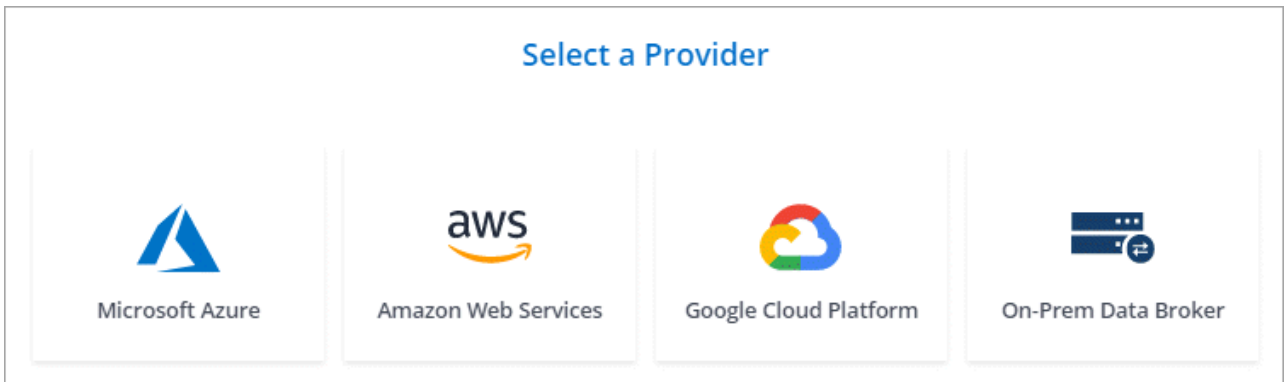 Select a Provider
aws
Microsoft Azure
Amazon Web Services
Google Cloud Platform
On-Prem Data Broker